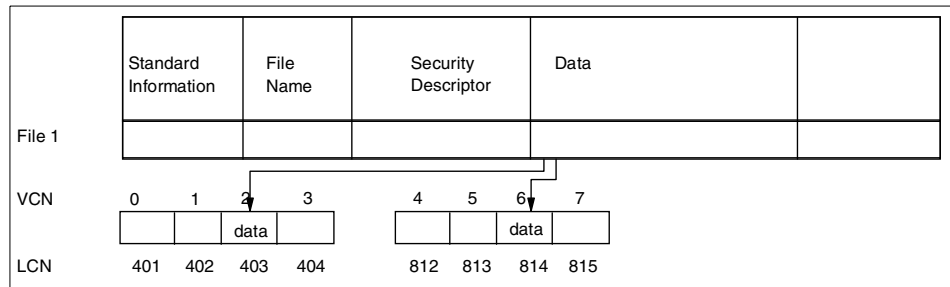 Standard Information
File Name
Security Descriptor
Data
File 1
VCN 0 1 2 3 4 5 6 7
data data
LCN 401 402 403 404 812 813 814 815